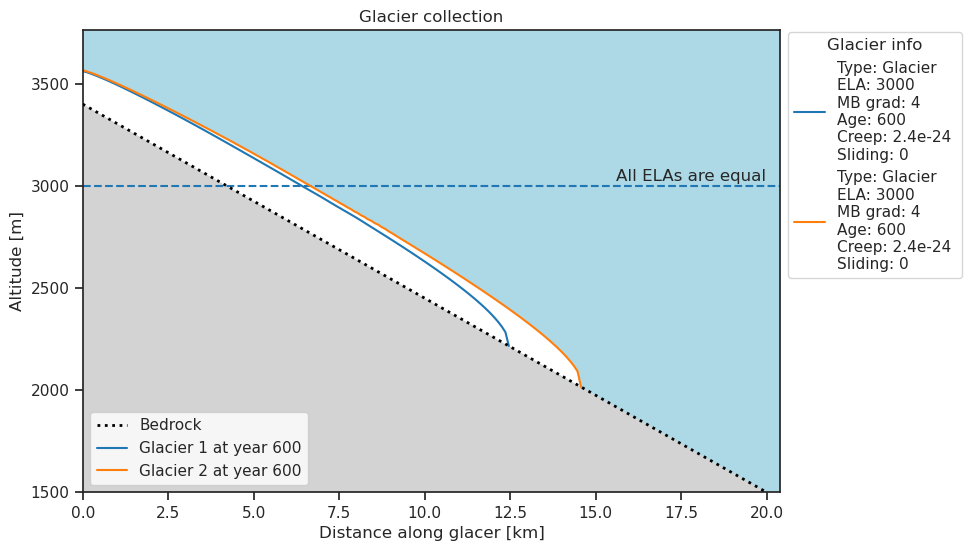 Glacier collection
Glacier info
Type: Glacier
ELA: 3000
MB grad: 4
Age: 600
Creep: 2.4e-24
Sliding: 0
Type: Glacier
ELA: 3000
MB grad: 4
Age: 600
Creep: 2.4e-24
Sliding: 0
All ELAs are equal
Altitude [m]
3500
3000
2500
2000
1500
Bedrock
Glacier 1 at year 600
Glacier 2 at year 600
0.0 2.5 5.0 7.5 10.0 12.5 15.0 17.5 20.0
Distance along glacer [km]